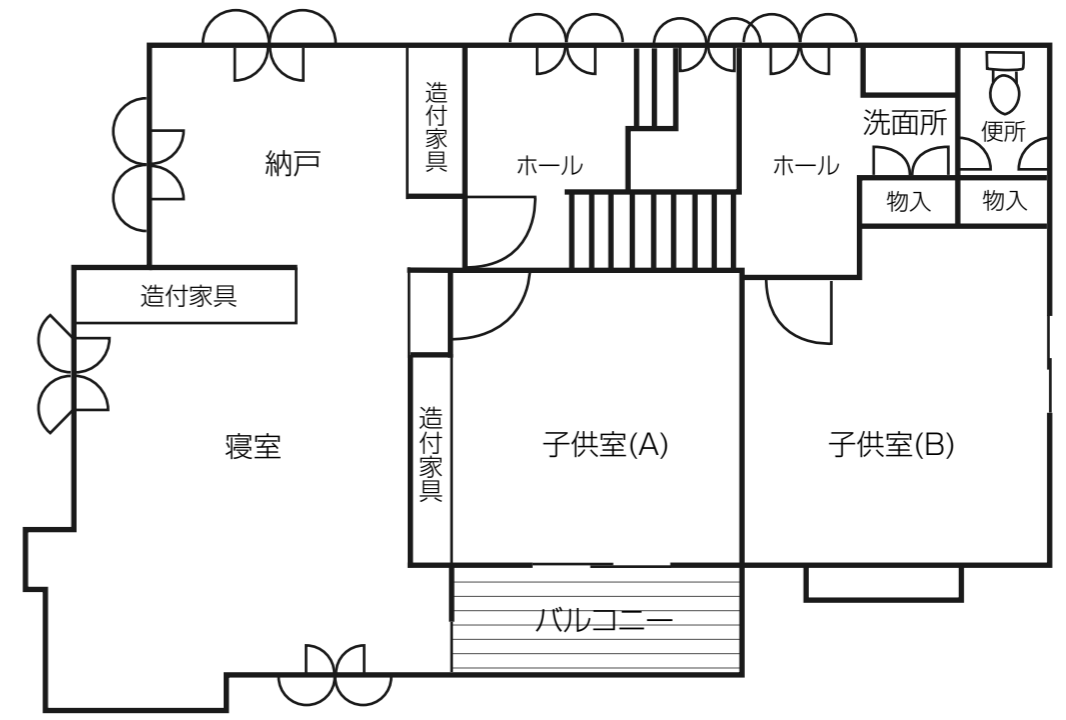 造付家具
納戸
ホール
ホール
洗面所
便所
物入
物入
造付家具
寝室
造付家具
子供室(A)
子供室(B)
バルコニー